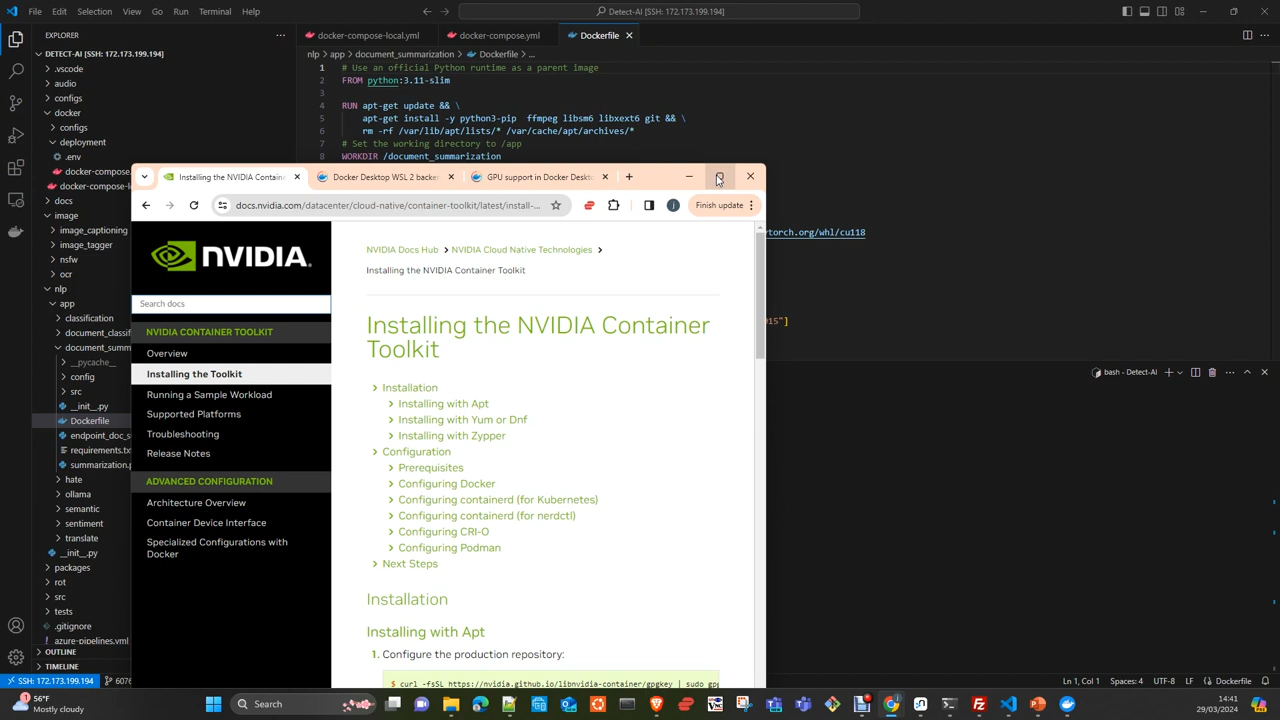 File Edit Selection View Go Run Terminal Help
Detect-AI [SSH: 172.173.199.194]
EXPLORER
docker-compose-local.yml
docker-compose.yml
Dockerfile
DETECT-AI [SSH: 172.173.199.194]
.vscode
audio
configs
docker
configs
deployment
.env
docker-compose
docker-compose-lo
docs
image
image_captioning
image_tagger
nsfw
ocr
nlp
app
classification
document_classif
document_summ
__pycache__
config
src
__init__.py
Dockerfile
endpoint_doc_s
requirements.tx
summarization.p
hate
ollama
semantic
sentiment
translate
__init__.py
packages
rot
src
tests
.gitignore
azure-pipelines.yml
OUTLINE
TIMELINE
nlp > app > document_summarization > Dockerfile > ...
1 # Use an official Python runtime as a parent image
2 FROM python:3.11-slim
3
4 RUN apt-get update && \
5 apt-get install -y python3-pip ffmpeg libsm6 libxext6 git && \
6 rm -rf /var/lib/apt/lists/* /var/cache/apt/archives/*
7 # Set the working directory to /app
8 WORKDIR /document_summarization
ytorch.org/whl/cu118
15"]
bash - Detect-AI
Installing the NVIDIA Contain
Docker Desktop WSL 2 backe
GPU support in Docker Deskto
docs.nvidia.com/datacenter/cloud-native/container-toolkit/latest/install-...
Finish update
NVIDIA.
Search docs
NVIDIA CONTAINER TOOLKIT
Overview
Installing the Toolkit
Running a Sample Workload
Supported Platforms
Troubleshooting
Release Notes
ADVANCED CONFIGURATION
Architecture Overview
Container Device Interface
Specialized Configurations with
Docker
NVIDIA Docs Hub > NVIDIA Cloud Native Technologies >
Installing the NVIDIA Container Toolkit
Installing the NVIDIA Container
Toolkit
Installation
Installing with Apt
Installing with Yum or Dnf
Installing with Zypper
Configuration
Prerequisites
Configuring Docker
Configuring containerd (for Kubernetes)
Configuring containerd (for nerdctl)
Configuring CRI-O
Configuring Podman
Next Steps
Installation
Installing with Apt
1. Configure the production repository:
$ curl -fsSL https://nvidia.github.io/libnvidia-container/gpgkey | sudo gpg
SSH: 172.173.199.194
6076
Ln 1, Col 1 Spaces: 4 UTF-8 LF Dockerfile
56°F
Mostly cloudy
Search
14:41
29/03/2024